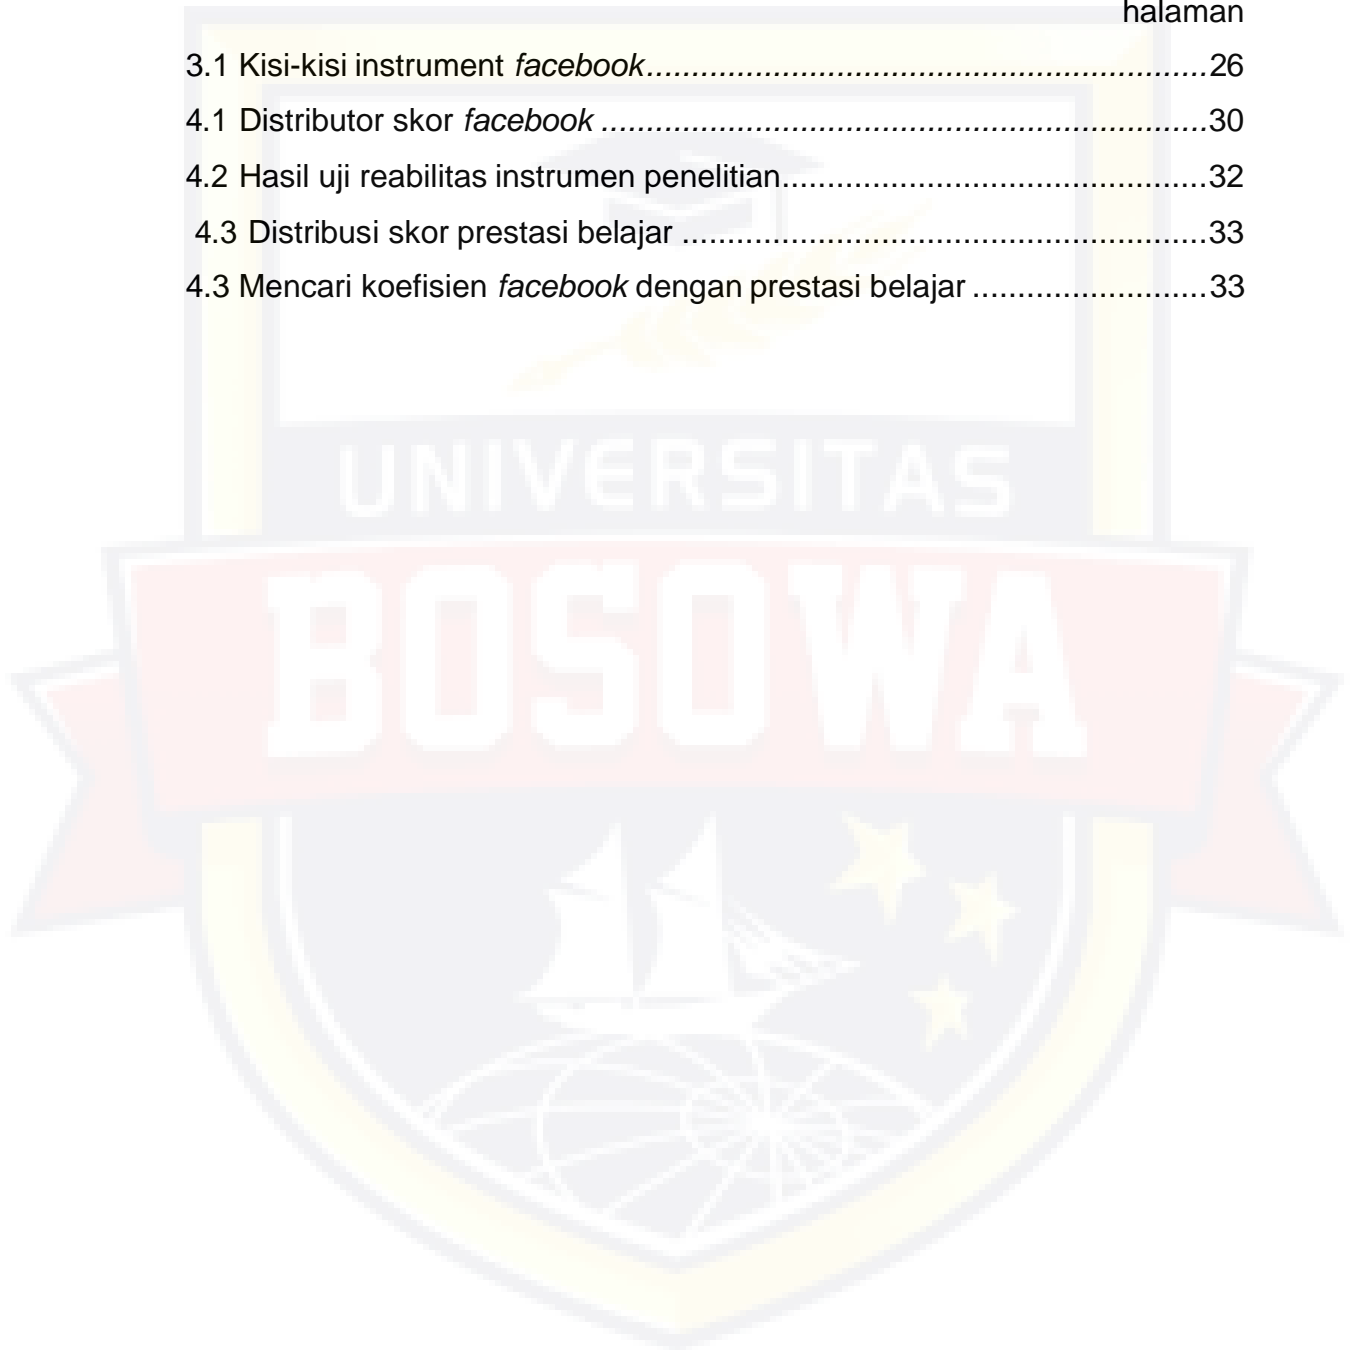 halaman
3.1 Kisi-kisi instrument facebook..............................................................26
4.1 Distributor skor facebook ...................................................................30
4.2 Hasil uji reabilitas instrumen penelitian...............................................32
4.3 Distribusi skor prestasi belajar ..........................................................33
4.3 Mencari koefisien facebook dengan prestasi belajar ..........................33
UNIVERSITAS
BOSOWA